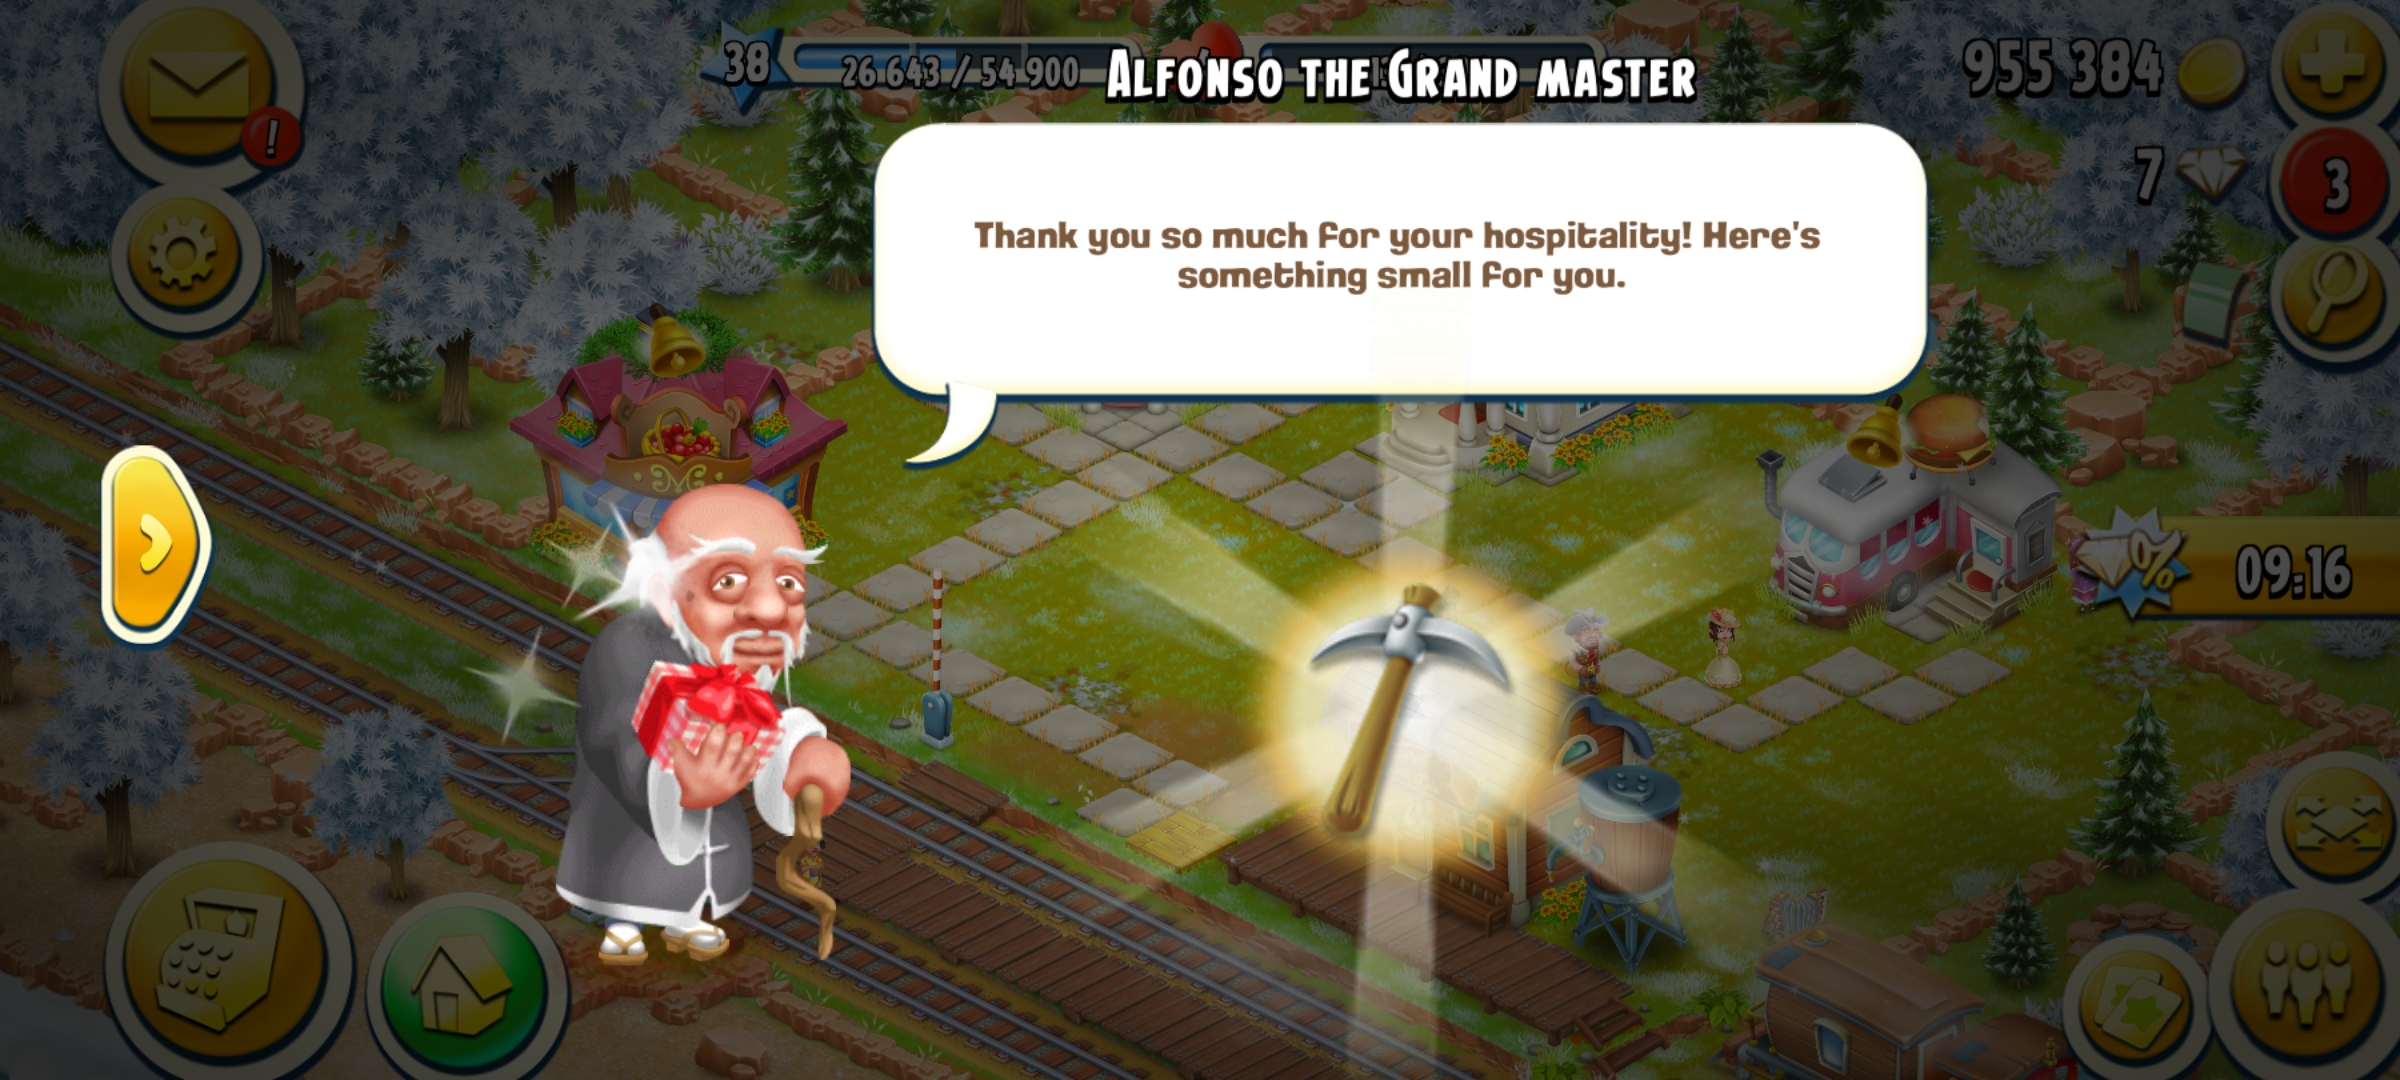 38
26 643 / 54 900
Alfonso the Grand master
955 384
!
7
3
Thank you so much for your hospitality! Here's
something small for you.
M
%
09:16